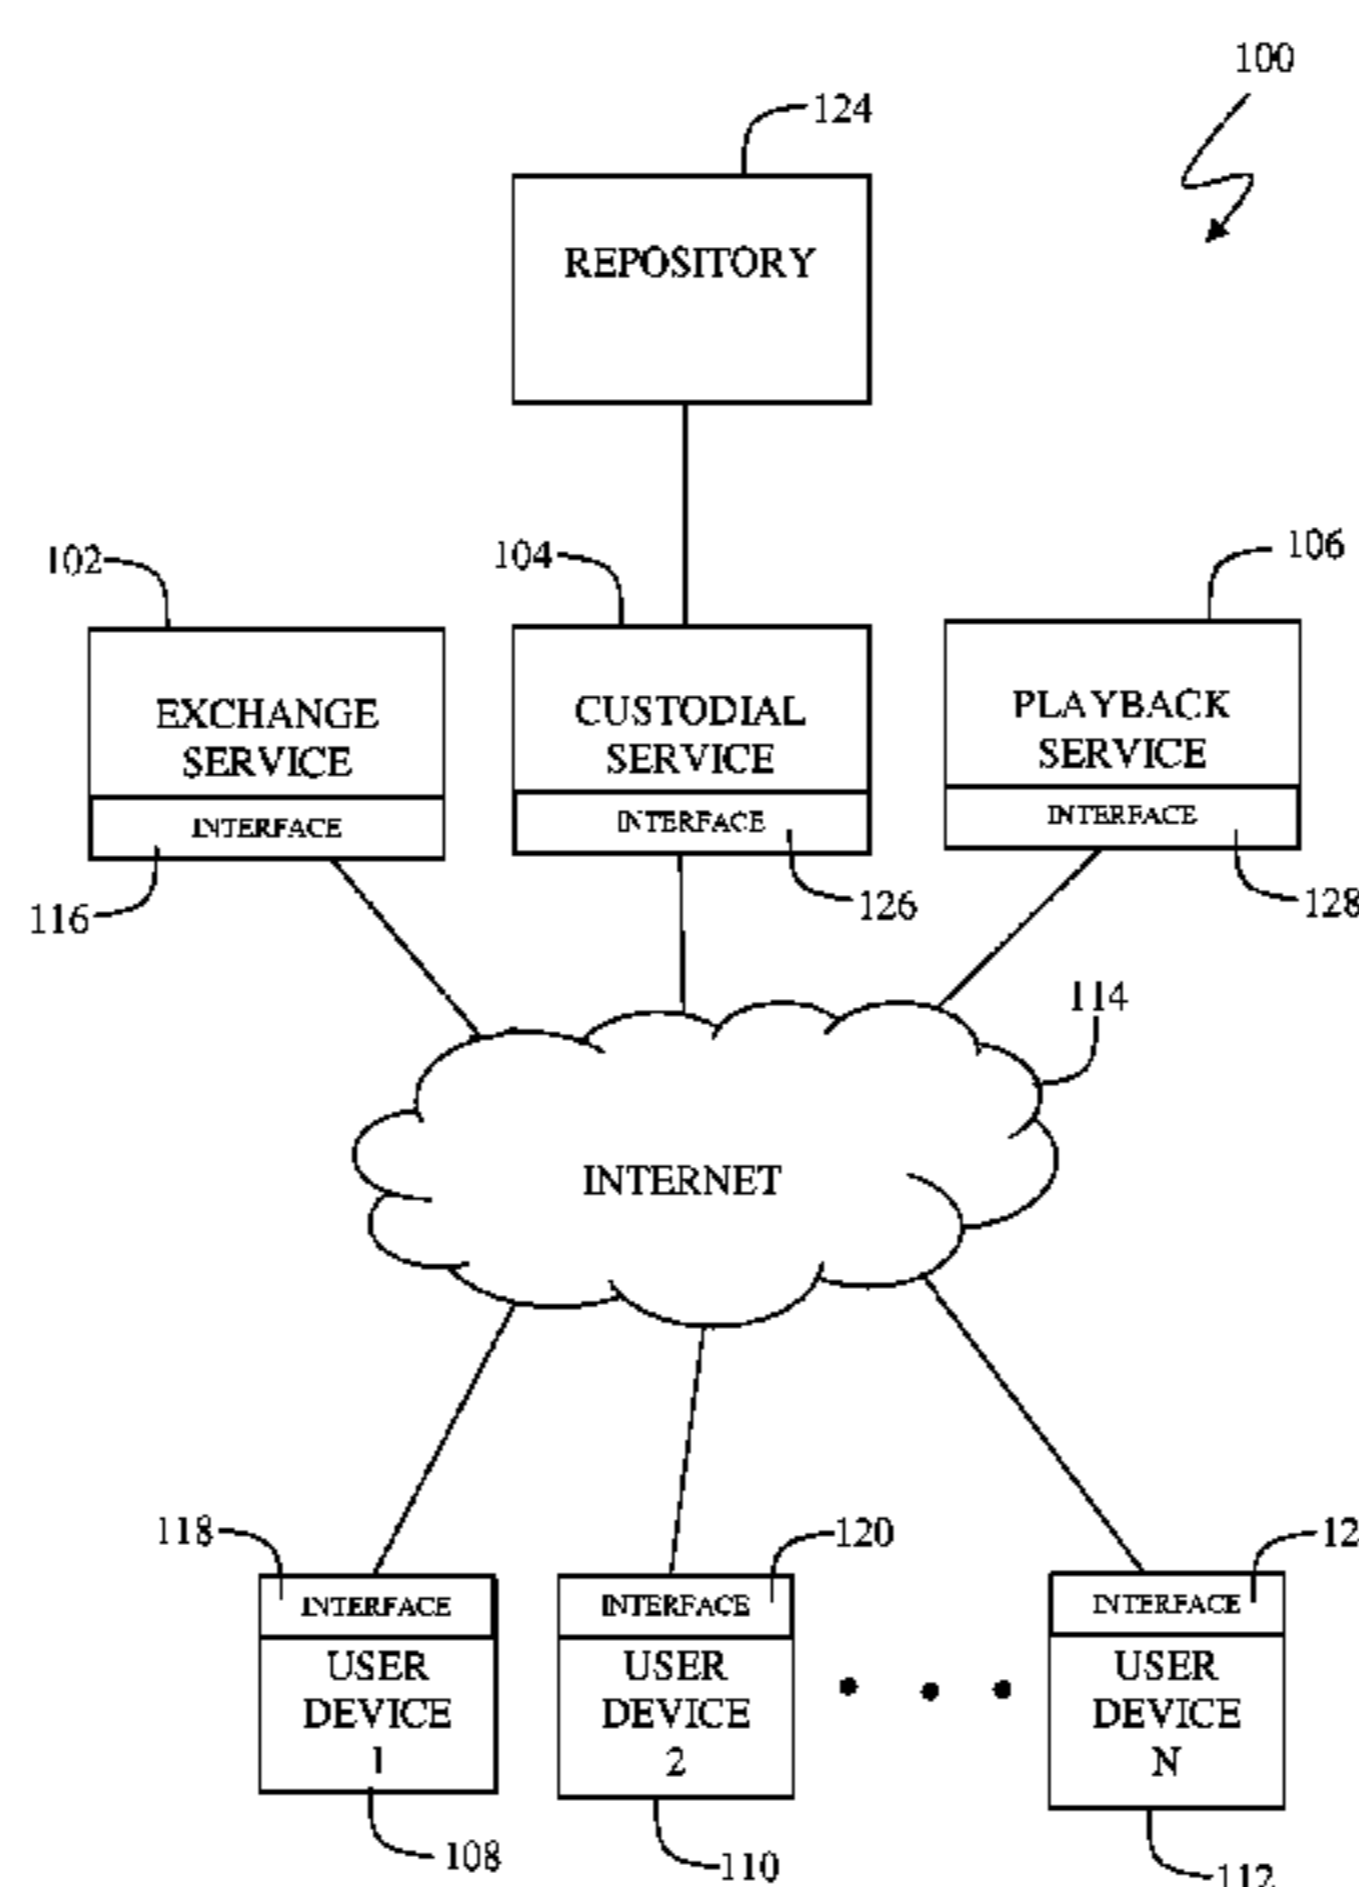 100
124
REPOSITORY
102
104
106
EXCHANGE
SERVICE
INTERFACE
CUSTODIAL
SERVICE
INTERFACE
PLAYBACK
SERVICE
INTERFACE
116
126
128
114
INTERNET
118
120
INTERFACE
USER
DEVICE
1
INTERFACE
USER
DEVICE
2
INTERFACE
USER
DEVICE
N
108
110
112